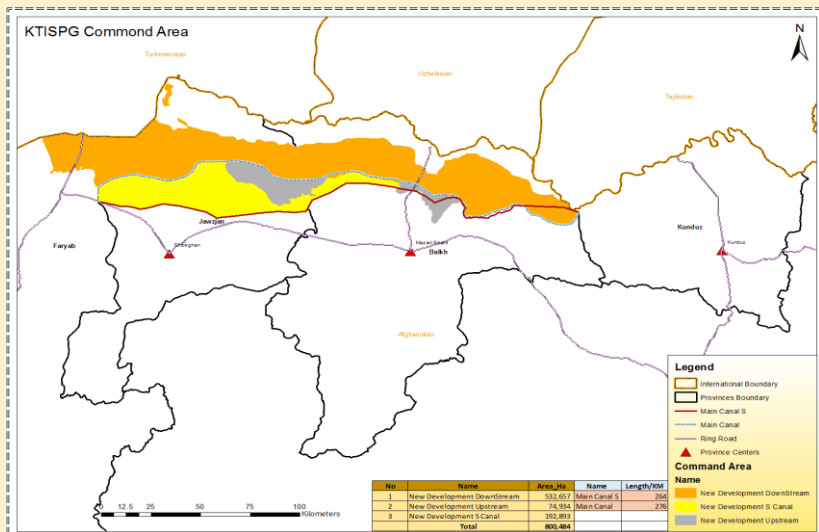 KTISPG Commond Area
N
Turkmenistan
Uzbekistan
Tajikistan
Jawzjan
Faryab
Shibirghan
Mazari Sharif
Balkh
Kunduz
Kunduz
Afghanistan
Legend
International Boundary
Provinces Boundary
Main Canal S
Main Canal
Ring Road
Province Centers
Command Area
Name
New Development DownStream
New Development S Canal
New Development Upstream
No Name Area_Ha Name Length/KM
1 New Development DownStream 532,657 Main Canal S 264
2 New Development Upstream 74,934 Main Canal 276
3 New Development S Canal 192,893
Total 800,484
0 12.5 25 50 75 100
Kilometers